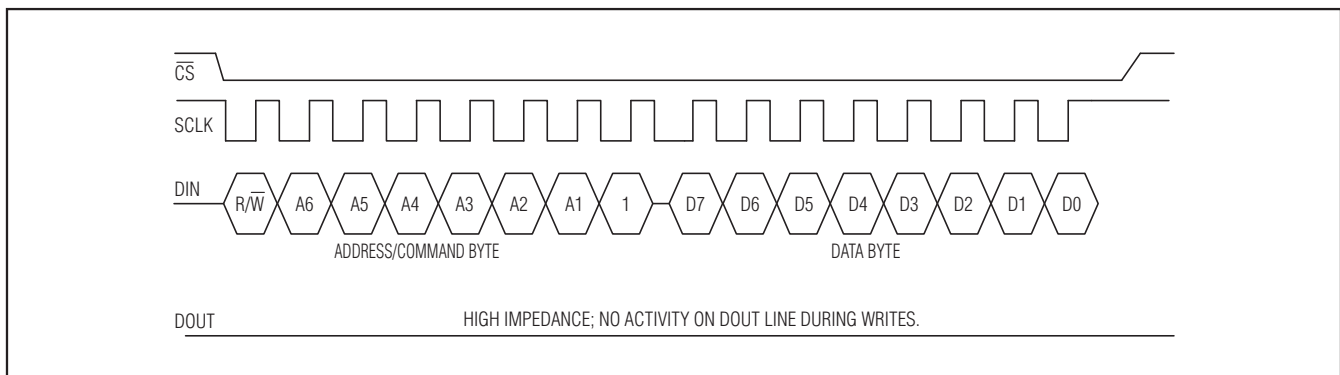 C̅S̅
SCLK
DIN R/W̅ A6 A5 A4 A3 A2 A1 1 D7 D6 D5 D4 D3 D2 D1 D0
ADDRESS/COMMAND BYTE DATA BYTE
DOUT HIGH IMPEDANCE; NO ACTIVITY ON DOUT LINE DURING WRITES.